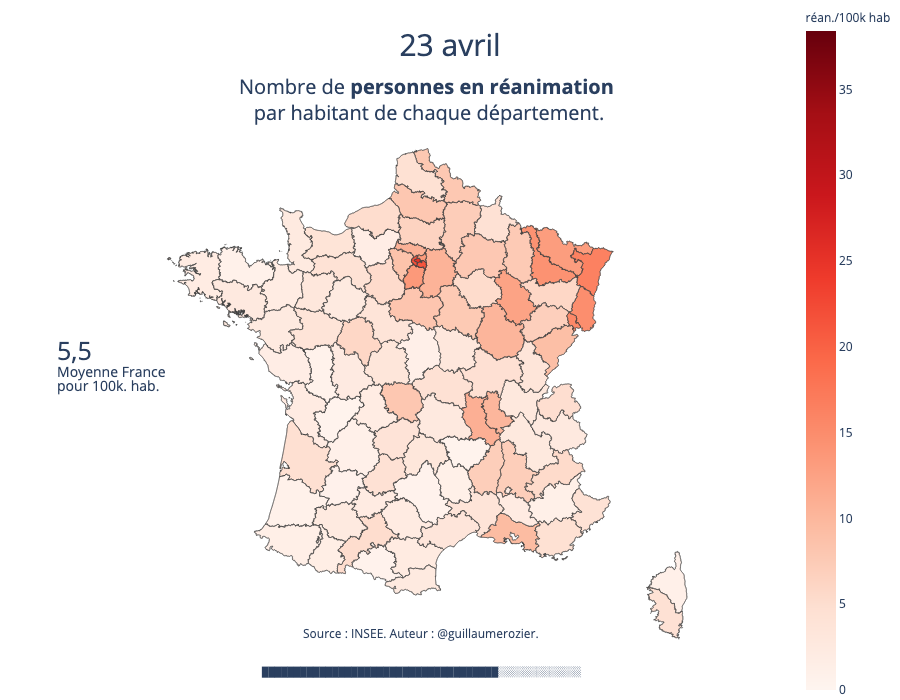 réan./100k hab
23 avril
Nombre de personnes en réanimation
par habitant de chaque département.
35
30
25
20
15
10
5
0
5,5
Moyenne France
pour 100k. hab.
Source : INSEE. Auteur : @guillaumerozier.